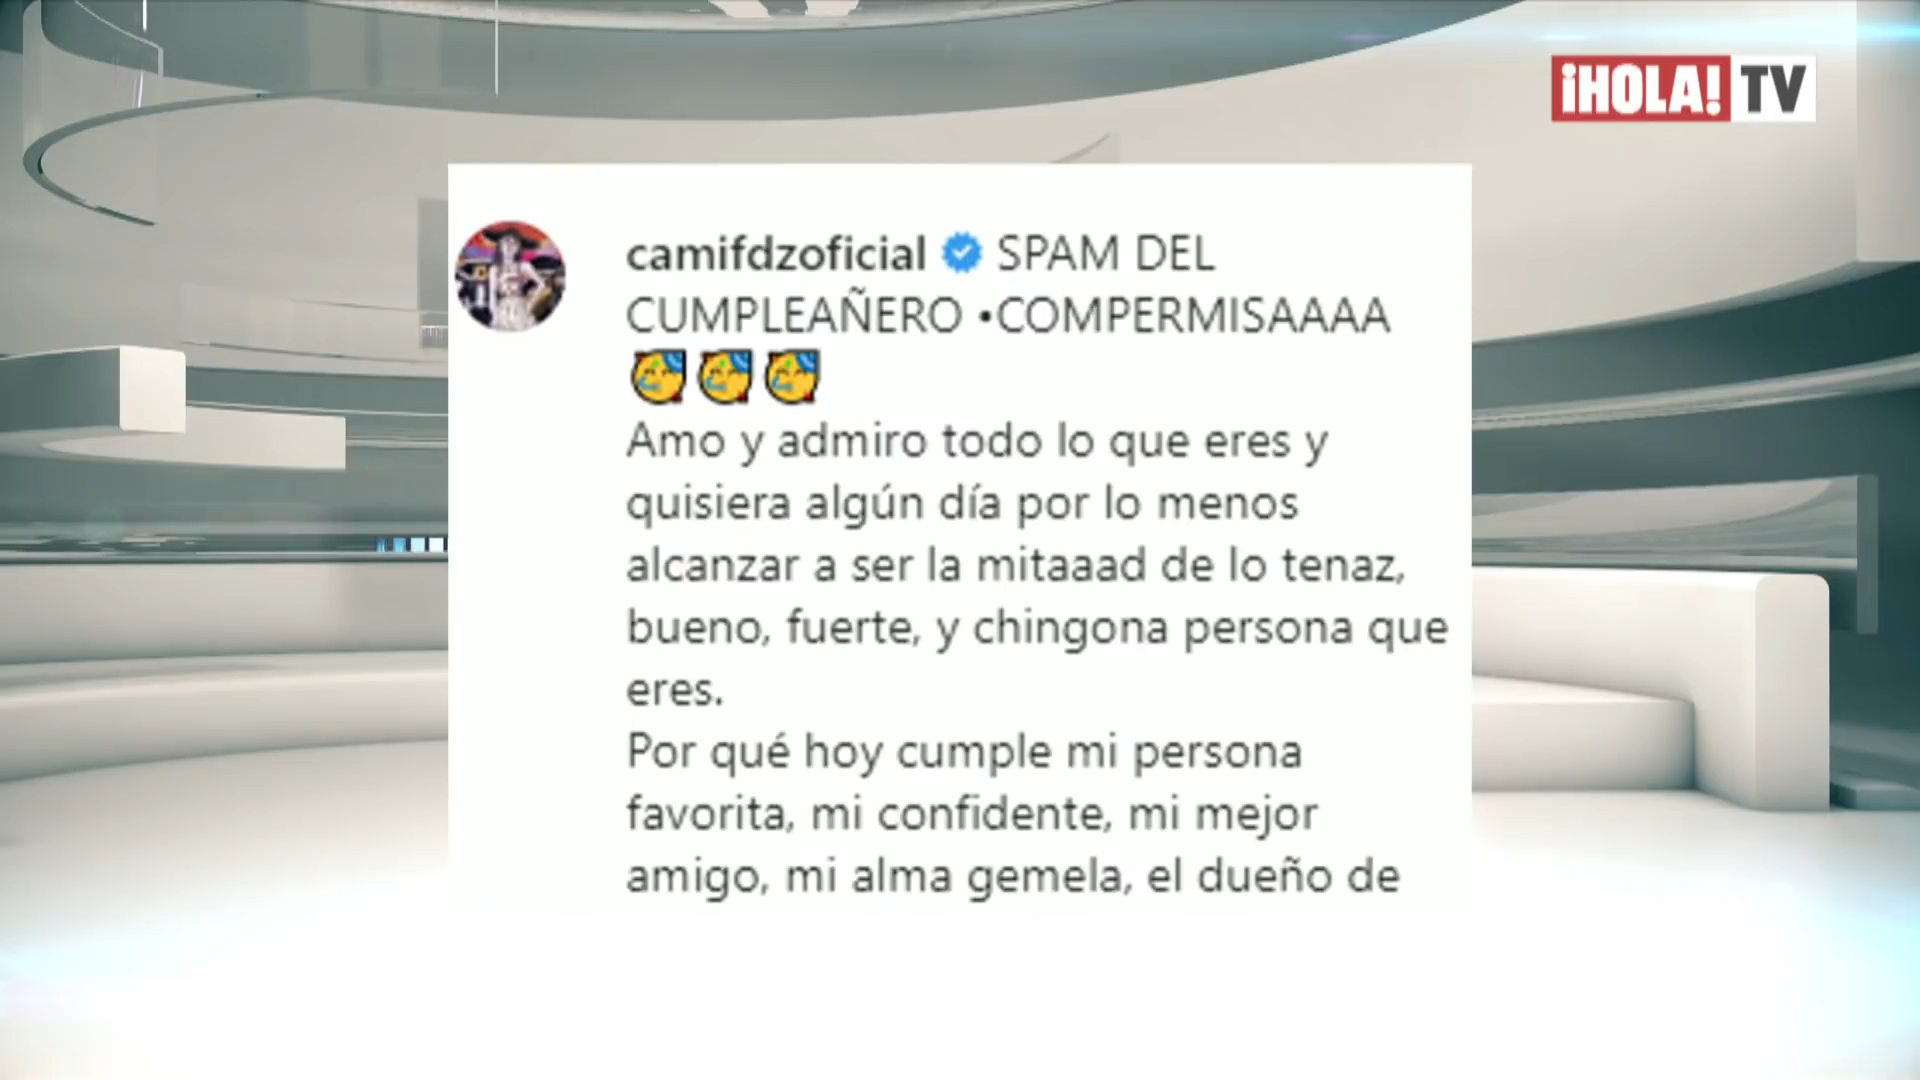 ¡HOLA! TV
camifdzoficial SPAM DEL
CUMPLEAÑERO •COMPERMISAAAA
🥳🥳🥳
Amo y admiro todo lo que eres y
quisiera algún día por lo menos
alcanzar a ser la mitaaad de lo tenaz,
bueno, fuerte, y chingona persona que
eres.
Por qué hoy cumple mi persona
favorita, mi confidente, mi mejor
amigo, mi alma gemela, el dueño de